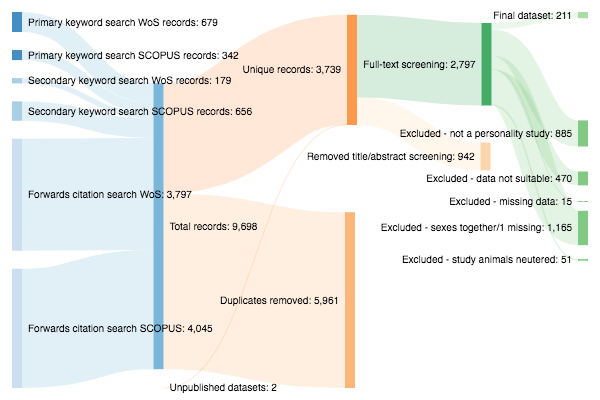 Primary keyword search WoS records: 679
Primary keyword search SCOPUS records: 342
Secondary keyword search WoS records: 179
Secondary keyword search SCOPUS records: 656
Forwards citation search WoS: 3,797
Forwards citation search SCOPUS: 4,045
Total records: 9,698
Unpublished datasets: 2
Unique records: 3,739
Duplicates removed: 5,961
Full-text screening: 2,797
Removed title/abstract screening: 942
Final dataset: 211
Excluded - not a personality study: 885
Excluded - data not suitable: 470
Excluded - missing data: 15
Excluded - sexes together/1 missing: 1,165
Excluded - study animals neutered: 51